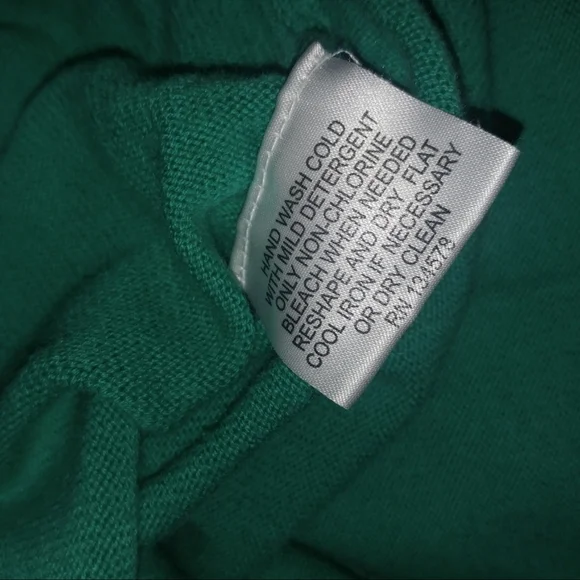 HAND WASH COLD
WITH MILD DETERGENT
ONLY NON-CHLORINE
BLEACH WHEN NEEDED
RESHAPE AND DRY FLAT
COOL IRON IF NECESSARY
OR DRY CLEAN
RN 134578